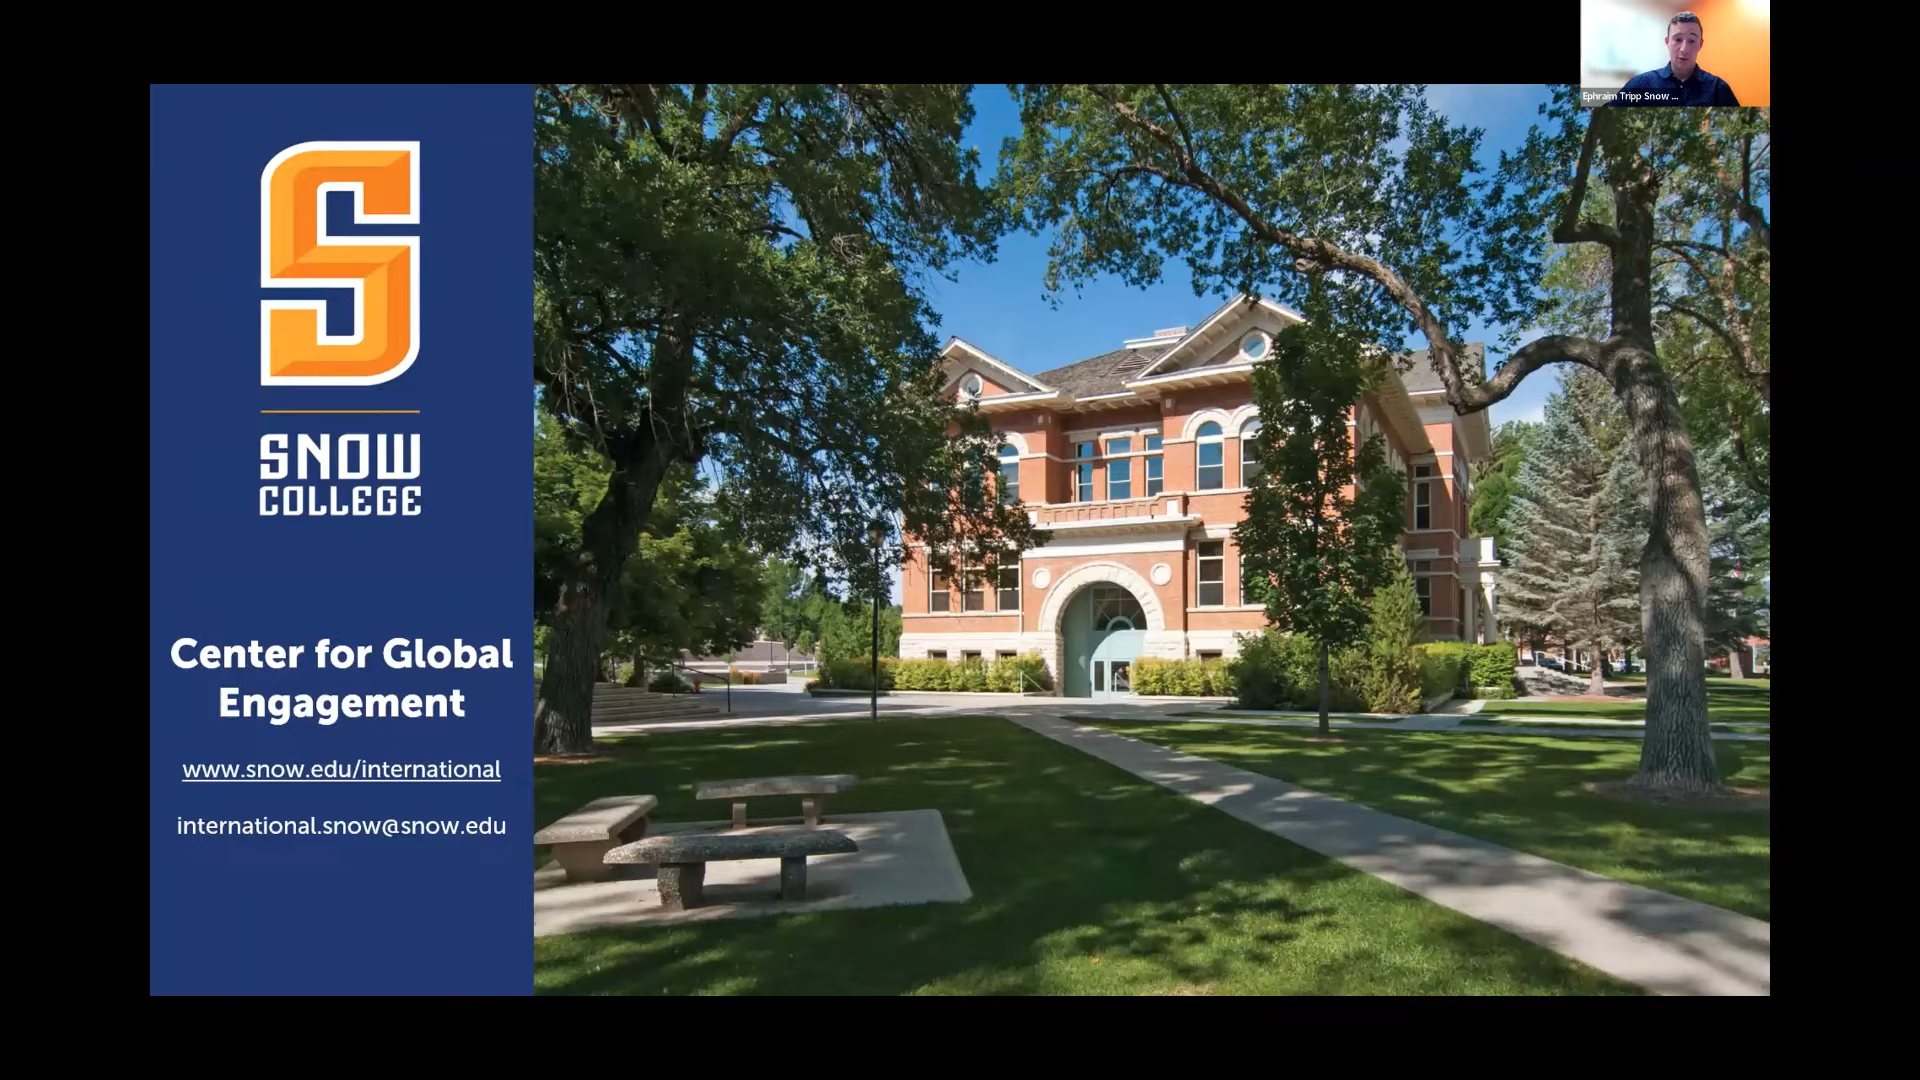 Ephraim Tripp Snow ...
SNOW
COLLEGE
Center for Global
Engagement
www.snow.edu/international
international.snow@snow.edu